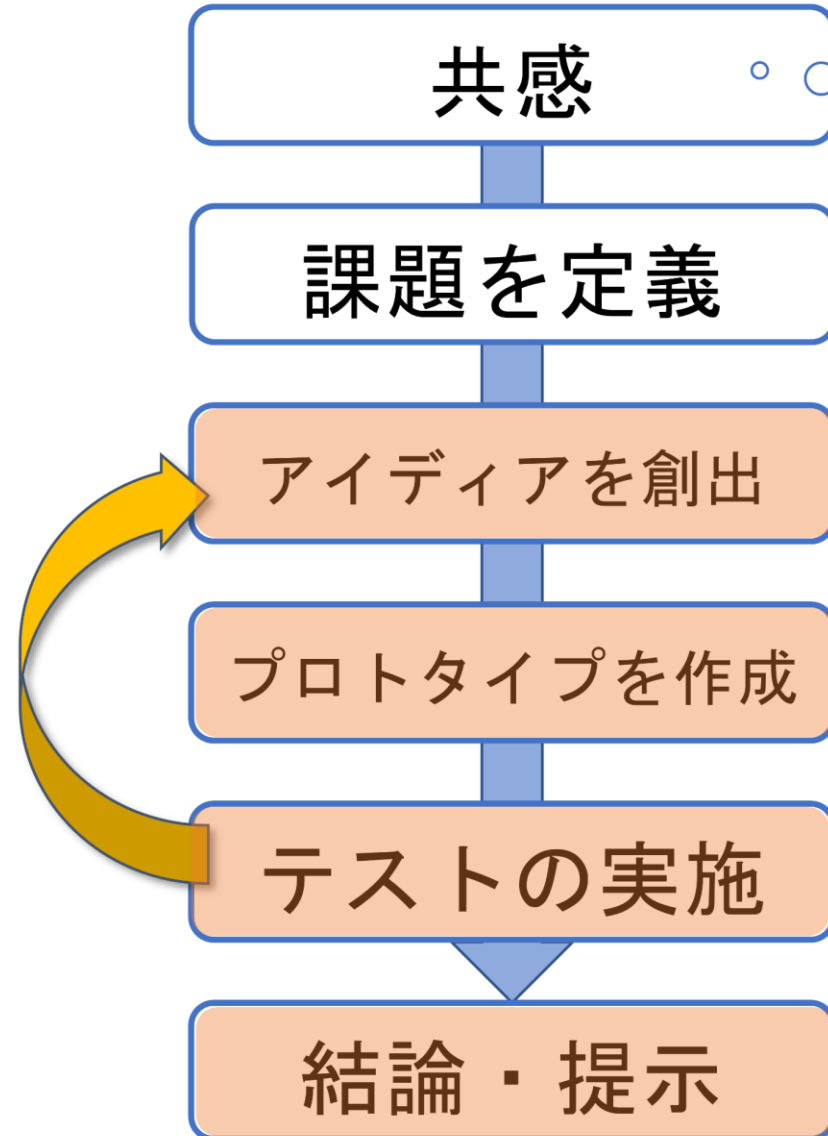 共感
課題を定義
アイディアを創出
プロトタイプを作成
テストの実施
結論・提示